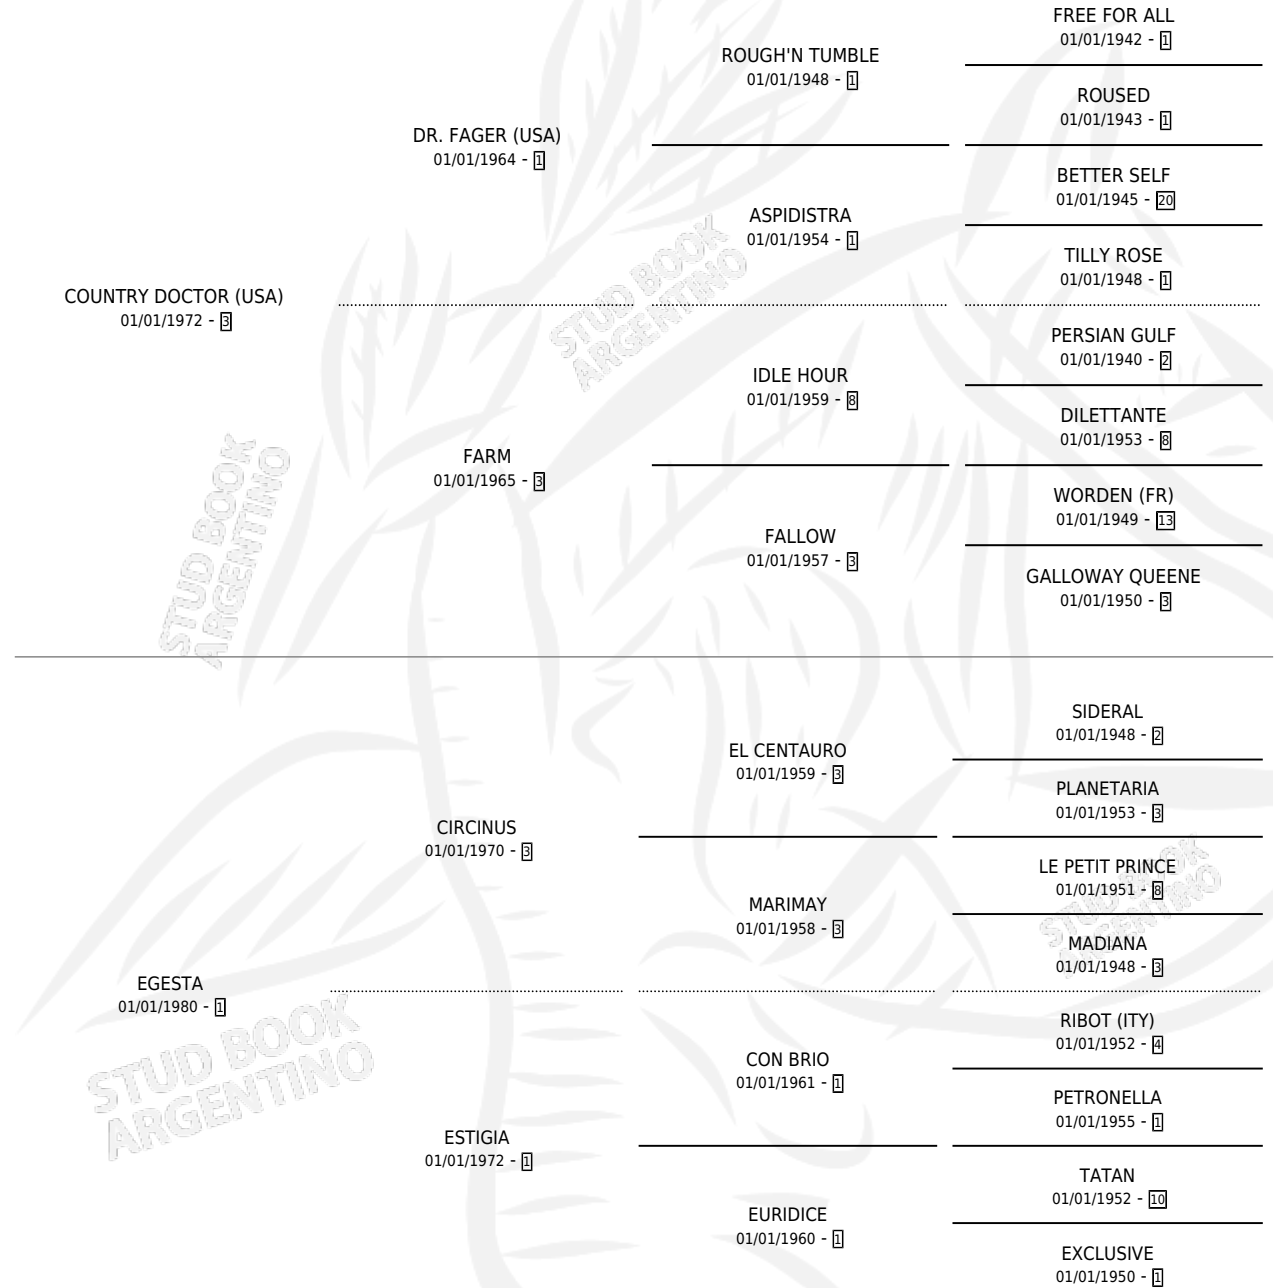 FREE FOR ALL
01/01/1942 - 1
ROUGH'N TUMBLE
01/01/1948 - 1
ROUSED
01/01/1943 - 1
DR. FAGER (USA)
01/01/1964 - 1
BETTER SELF
01/01/1945 - 20
ASPIDISTRA
01/01/1954 - 1
TILLY ROSE
01/01/1948 - 1
COUNTRY DOCTOR (USA)
01/01/1972 - 3
PERSIAN GULF
01/01/1940 - 2
IDLE HOUR
01/01/1959 - 8
DILETTANTE
01/01/1953 - 8
FARM
01/01/1965 - 3
WORDEN (FR)
01/01/1949 - 13
FALLOW
01/01/1957 - 3
GALLOWAY QUEENE
01/01/1950 - 3
STUD BOOK
ARGENTINO
STUD BOOK
ARGENTINO
SIDERAL
01/01/1948 - 2
EL CENTAURO
01/01/1959 - 3
PLANETARIA
01/01/1953 - 3
CIRCINUS
01/01/1970 - 3
LE PETIT PRINCE
01/01/1951 - 8
MARIMAY
01/01/1958 - 3
MADIANA
01/01/1948 - 3
EGESTA
01/01/1980 - 1
RIBOT (ITY)
01/01/1952 - 4
CON BRIO
01/01/1961 - 1
PETRONELLA
01/01/1955 - 1
ESTIGIA
01/01/1972 - 1
TATAN
01/01/1952 - 10
EURIDICE
01/01/1960 - 1
EXCLUSIVE
01/01/1950 - 1
STUD BOOK
ARGENTINO
STUD BOOK
ARGENTINO